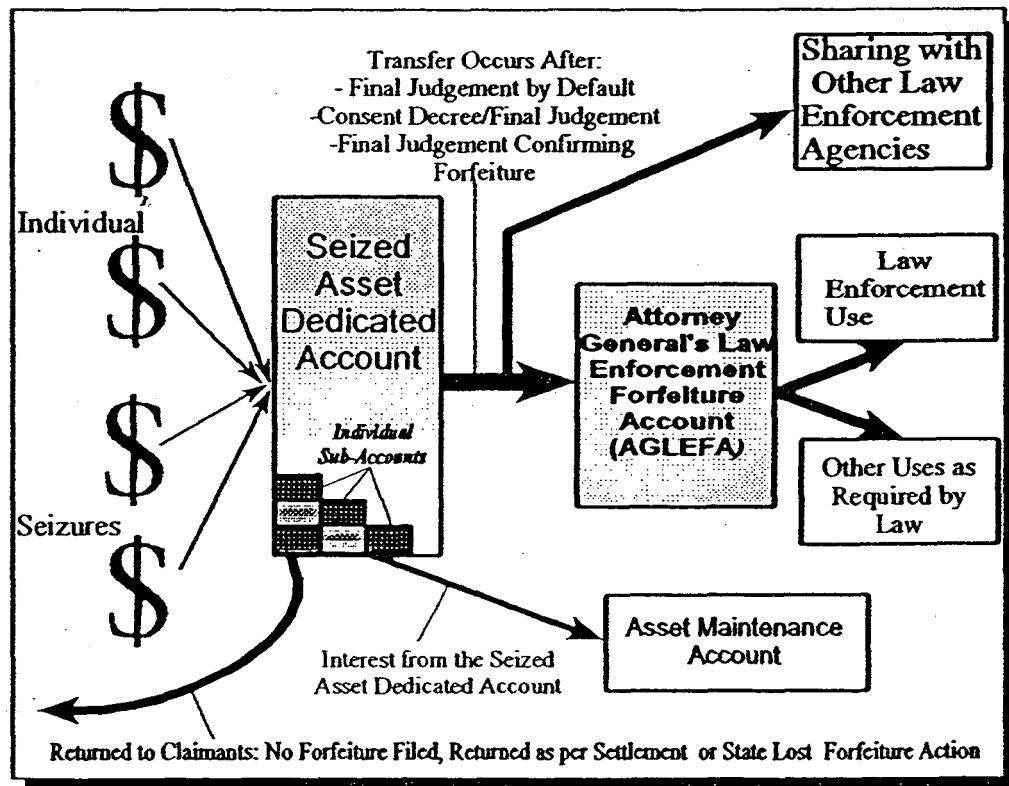 Transfer Occurs After:
- Final Judgement by Default
-Consent Decree/Final Judgement
-Final Judgement Confirming
Forfeiture
Sharing with
Other Law
Enforcement
Agencies
Individual
Seizures
Seized
Asset
Dedicated
Account
Individual
Sub-Accounts
Attorney
General's Law
Enforcement
Forfeiture
Account
(AGLEFA)
Law
Enforcement
Use
Other Uses as
Required by
Law
Asset Maintenance
Account
Interest from the Seized
Asset Dedicated Account
Returned to Claimants: No Forfeiture Filed, Returned as per Settlement or State Lost Forfeiture Action
$
$
$
$